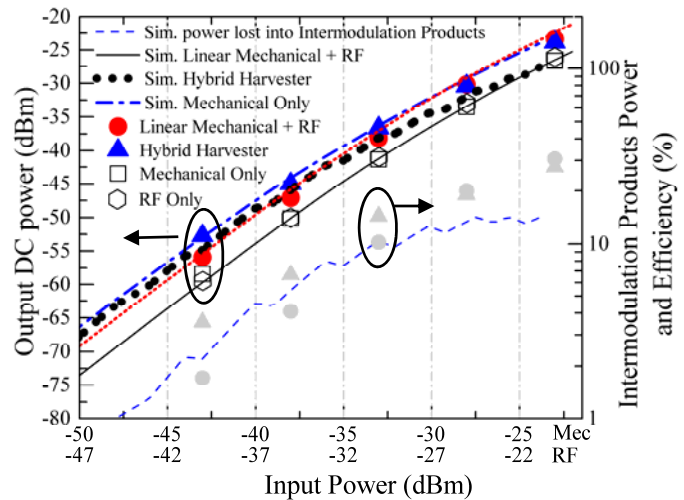 Output DC power (dBm)
-20
-25
-30
-35
-40
-45
-50
-55
-60
-65
-70
-75
-80
Sim. power lost into Intermodulation Products
Sim. Linear Mechanical + RF
Sim. Hybrid Harvester
Sim. Mechanical Only
Linear Mechanical + RF
Hybrid Harvester
Mechanical Only
RF Only
100
10
1
Intermodulation Products Power
and Efficiency (%)
-50 -45 -40 -35 -30 -25 Mec
-47 -42 -37 -32 -27 -22 RF
Input Power (dBm)